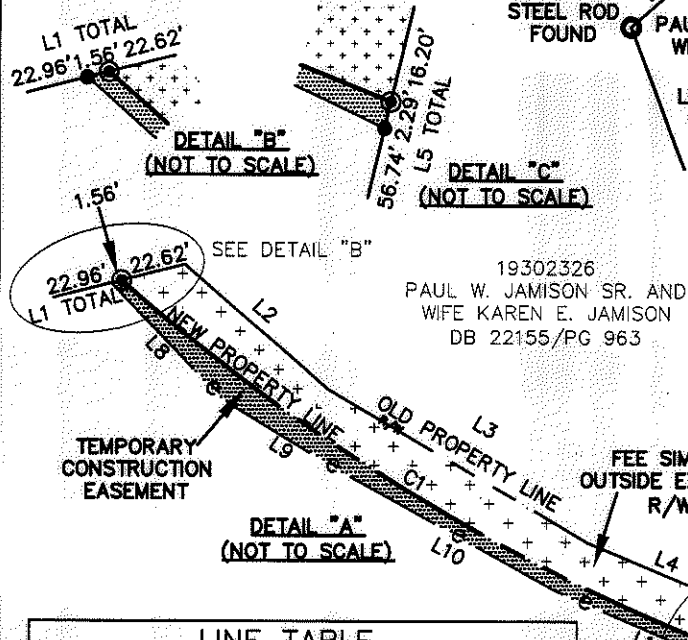 STEEL ROD
FOUND
L1 TOTAL
22.96' 1.56' 22.62'
DETAIL "B"
(NOT TO SCALE)
56.74' 2.29' 16.20'
L5 TOTAL
DETAIL "C"
(NOT TO SCALE)
1.56'
22.96' 22.62'
L1 TOTAL
SEE DETAIL "B"
19302326
PAUL W. JAMISON SR. AND
WIFE KAREN E. JAMISON
DB 22155/PG 963
L2
NEW PROPERTY LINE
L8
OLD PROPERTY LINE
L3
TEMPORARY
CONSTRUCTION
EASEMENT
L9
C1
FEE SIM
OUTSIDE E
R/W
DETAIL "A"
(NOT TO SCALE)
L10
L4
LINE TABLE